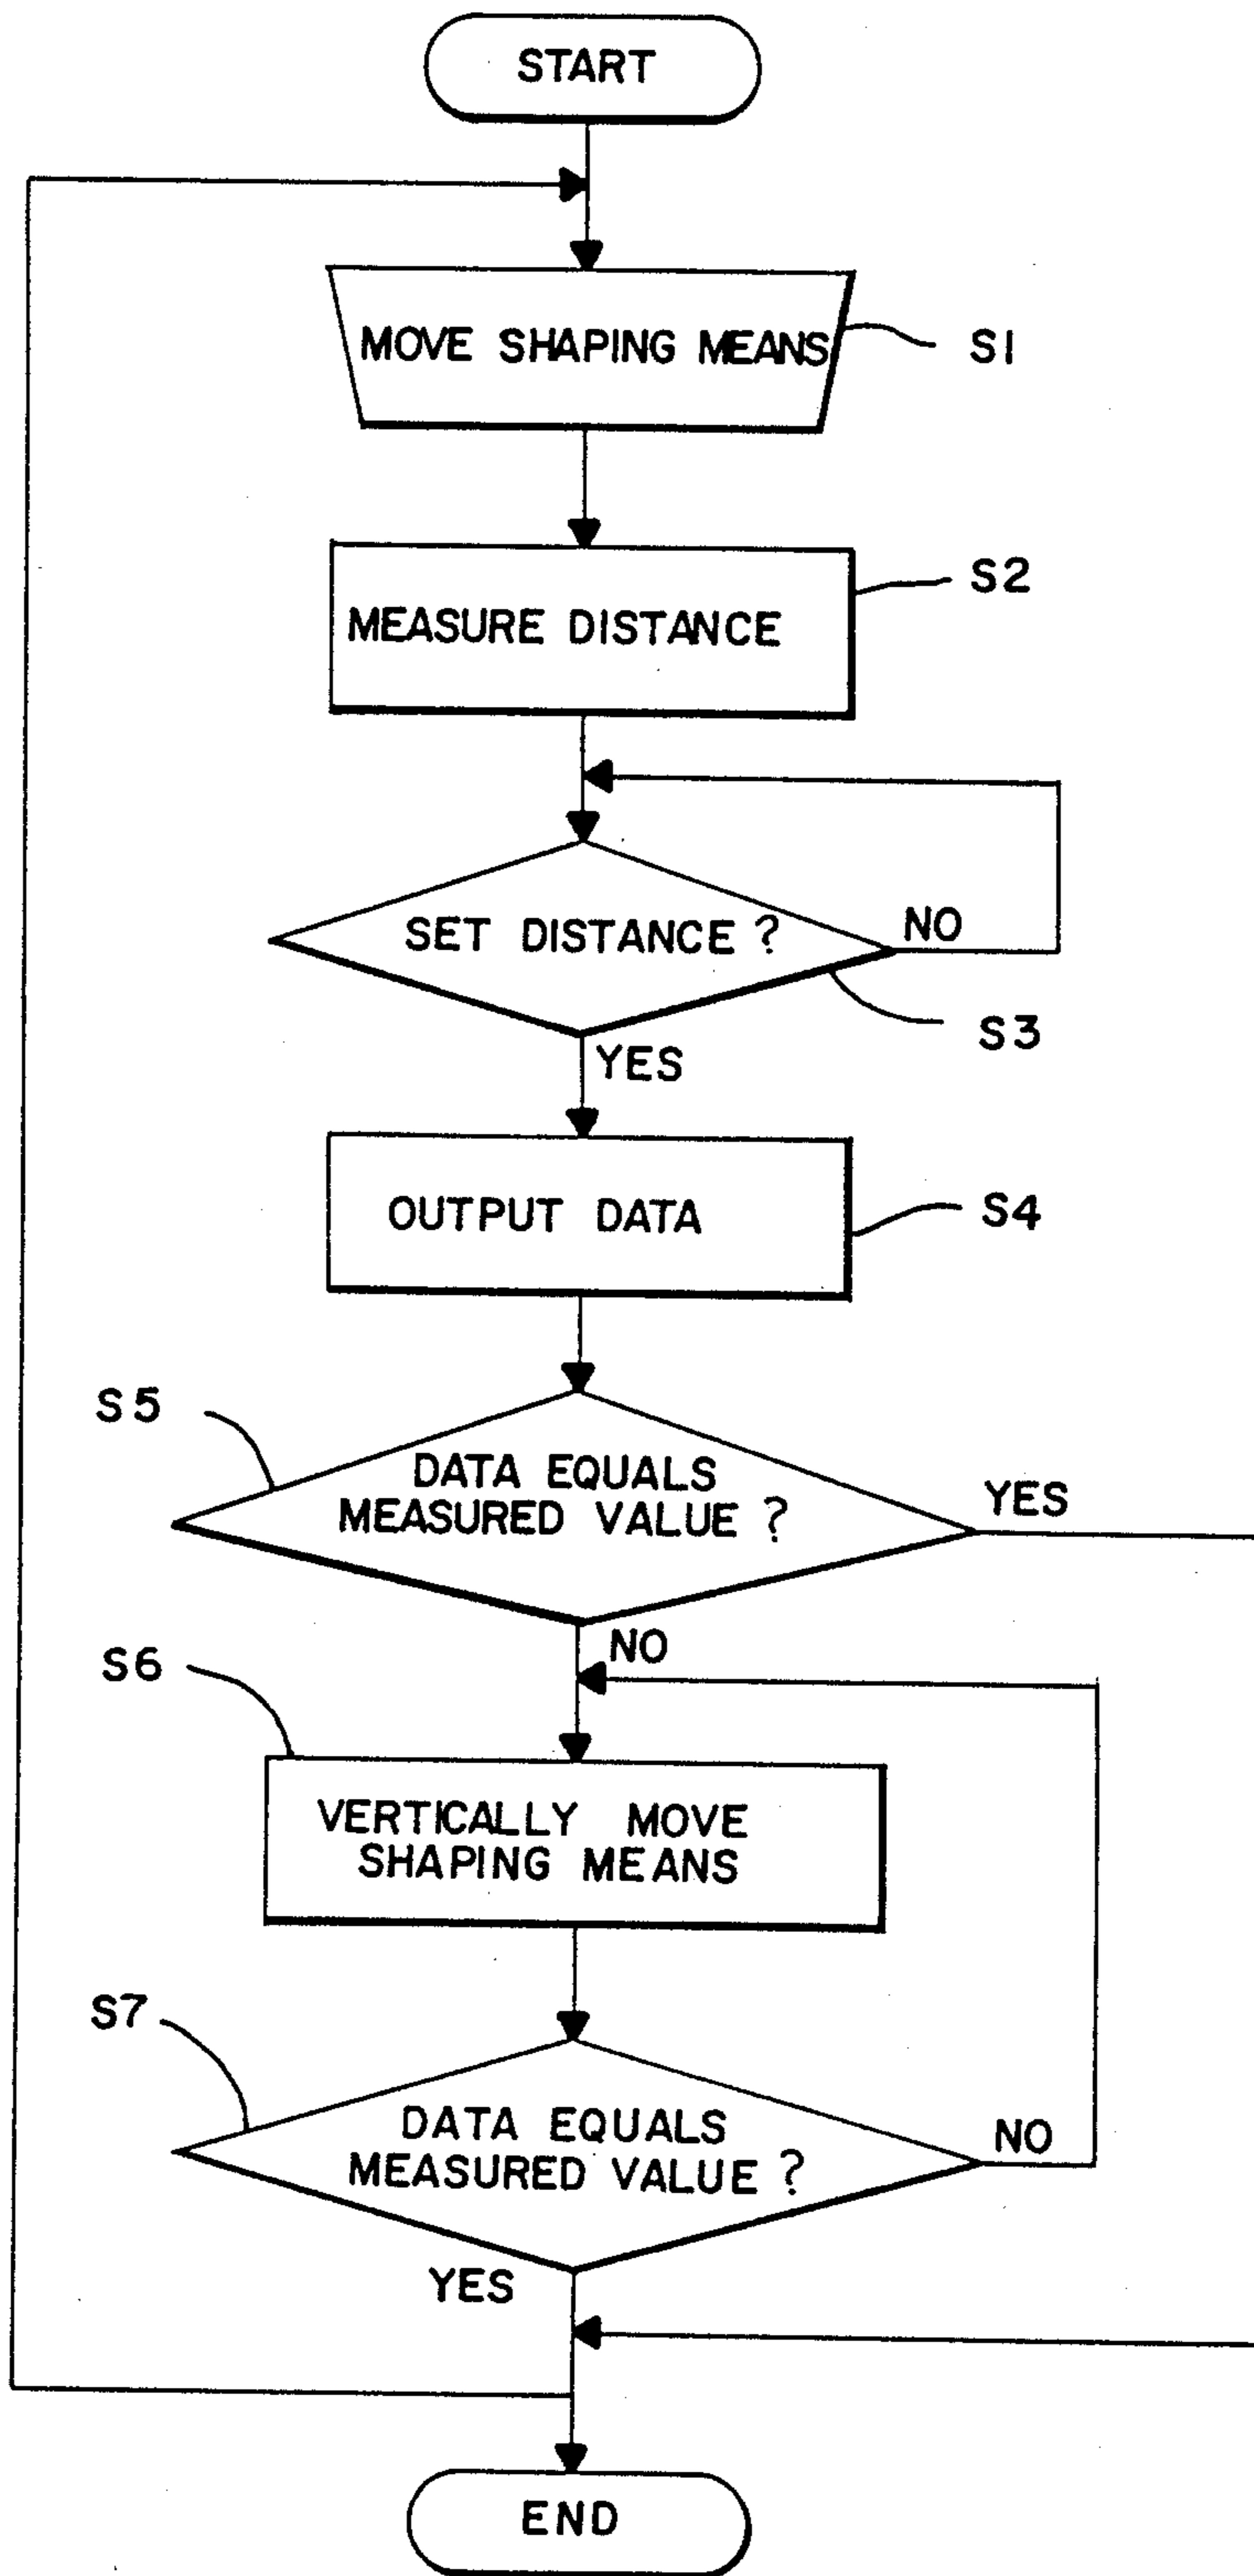 START
MOVE SHAPING MEANS
S1
MEASURE DISTANCE
S2
SET DISTANCE ?
NO
S3
YES
OUTPUT DATA
S4
S5
DATA EQUALS
MEASURED VALUE ?
YES
NO
S6
VERTICALLY MOVE
SHAPING MEANS
S7
DATA EQUALS
MEASURED VALUE ?
NO
YES
END